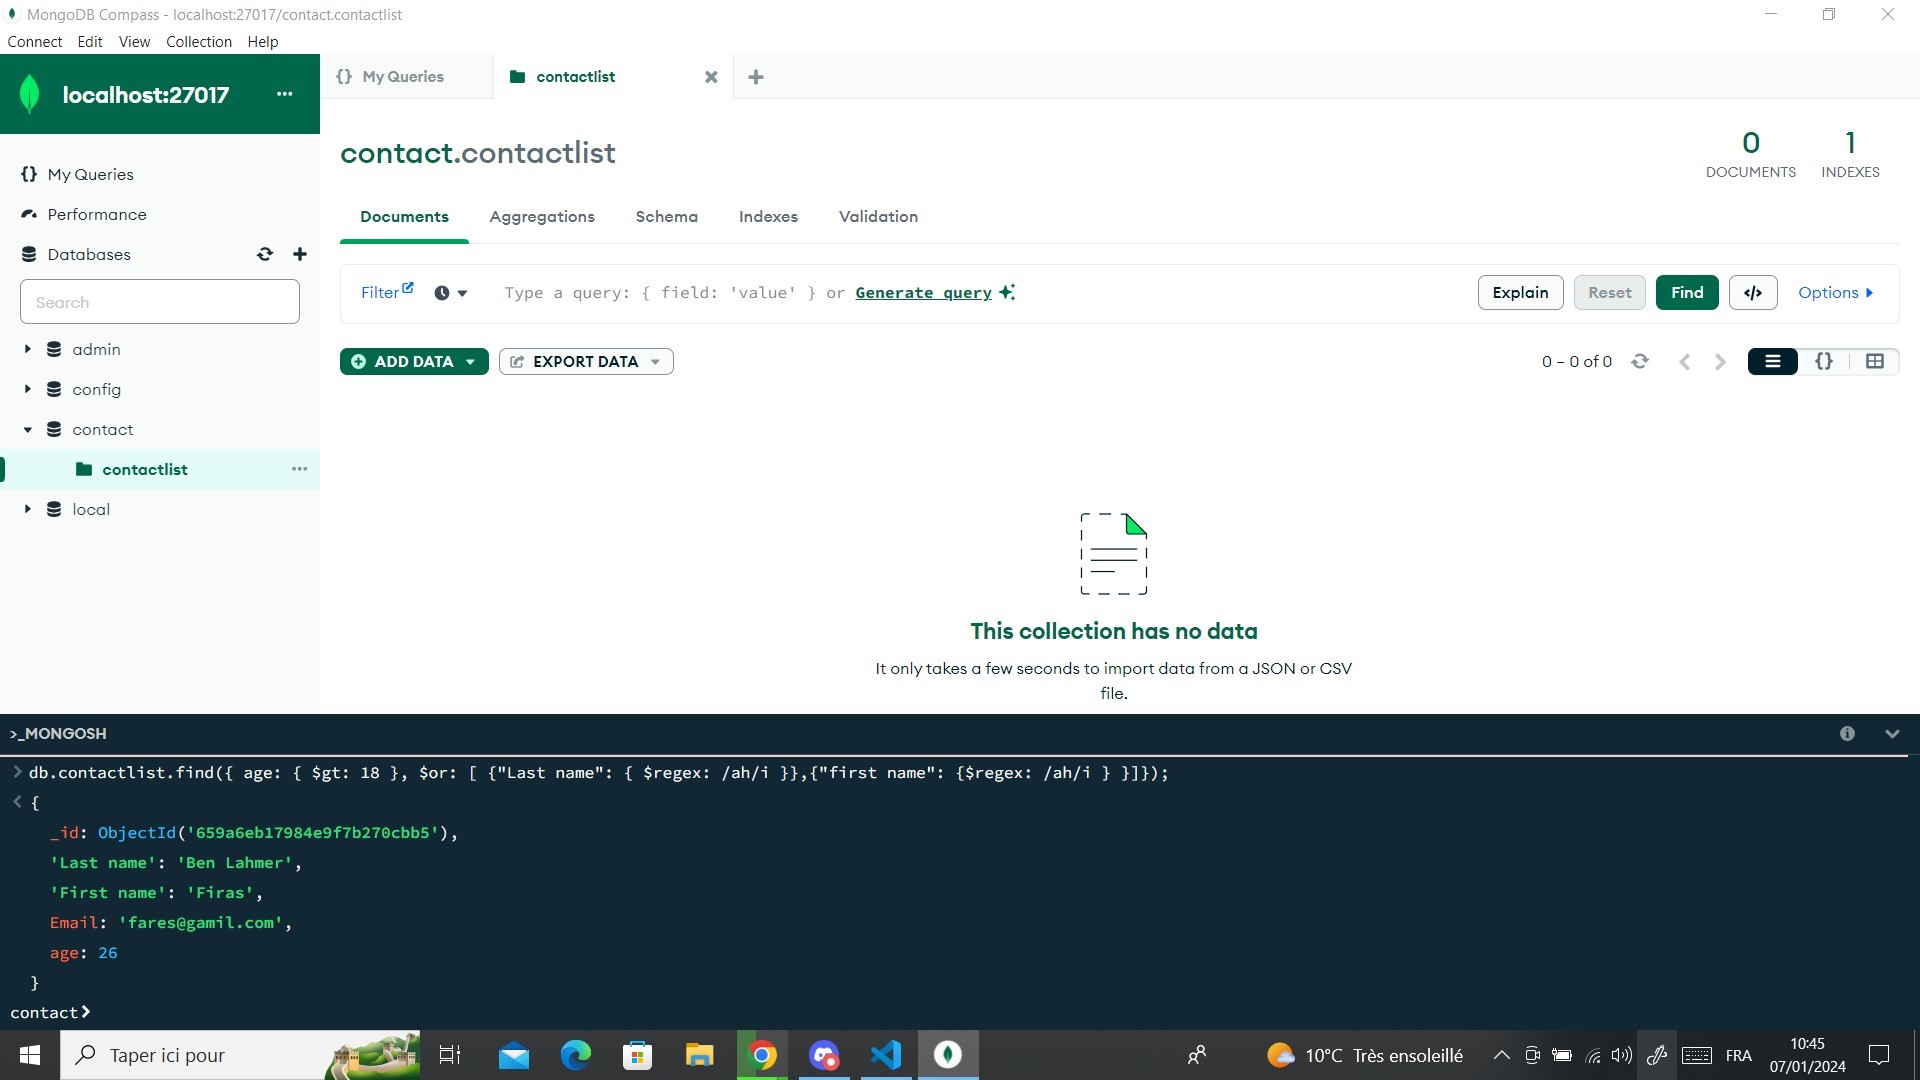 MongoDB Compass - localhost:27017/contact.contactlist
Connect Edit View Collection Help
localhost:27017 ...
{} My Queries
contactlist
My Queries
Performance
Databases
Search
admin
config
contact
contactlist
local
contact.contactlist
0
DOCUMENTS
1
INDEXES
Documents Aggregations Schema Indexes Validation
Filter Type a query: { field: 'value' } or Generate query Explain Reset Find </> Options
ADD DATA EXPORT DATA 0 – 0 of 0 {}
This collection has no data
It only takes a few seconds to import data from a JSON or CSV
file.
>_MONGOSH
> db.contactlist.find({ age: { $gt: 18 }, $or: [ {"Last name": { $regex: /ah/i }},{"first name": {$regex: /ah/i } }]});
< {
_id: ObjectId('659a6eb17984e9f7b270cbb5'),
'Last name': 'Ben Lahmer',
'First name': 'Firas',
Email: 'fares@gamil.com',
age: 26
}
contact>
Taper ici pour
10°C Très ensoleillé
FRA
10:45
07/01/2024